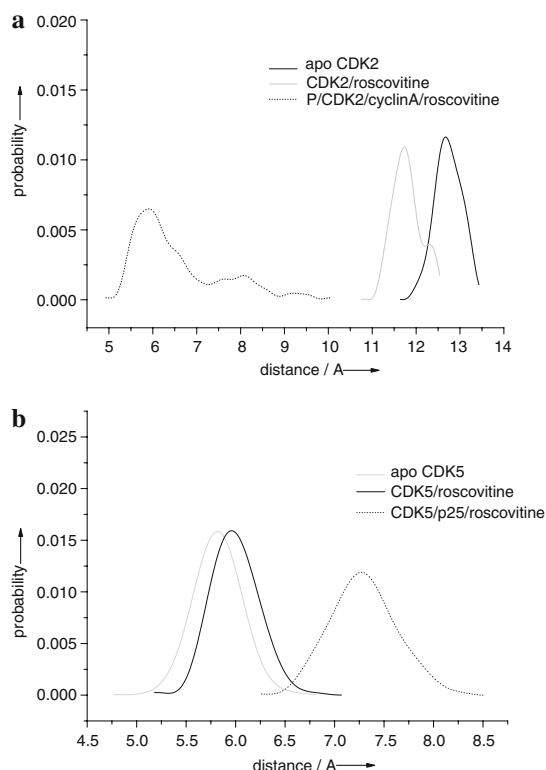 a
0.020
0.015
0.010
0.005
0.000
probability
apo CDK2
CDK2/roscovitine
P/CDK2/cyclinA/roscovitine
5 6 7 8 9 10 11 12 13 14
distance / A
b
0.025
0.020
0.015
0.010
0.005
0.000
probability
apo CDK5
CDK5/roscovitine
CDK5/p25/roscovitine
4.5 5.0 5.5 6.0 6.5 7.0 7.5 8.0 8.5
distance / A